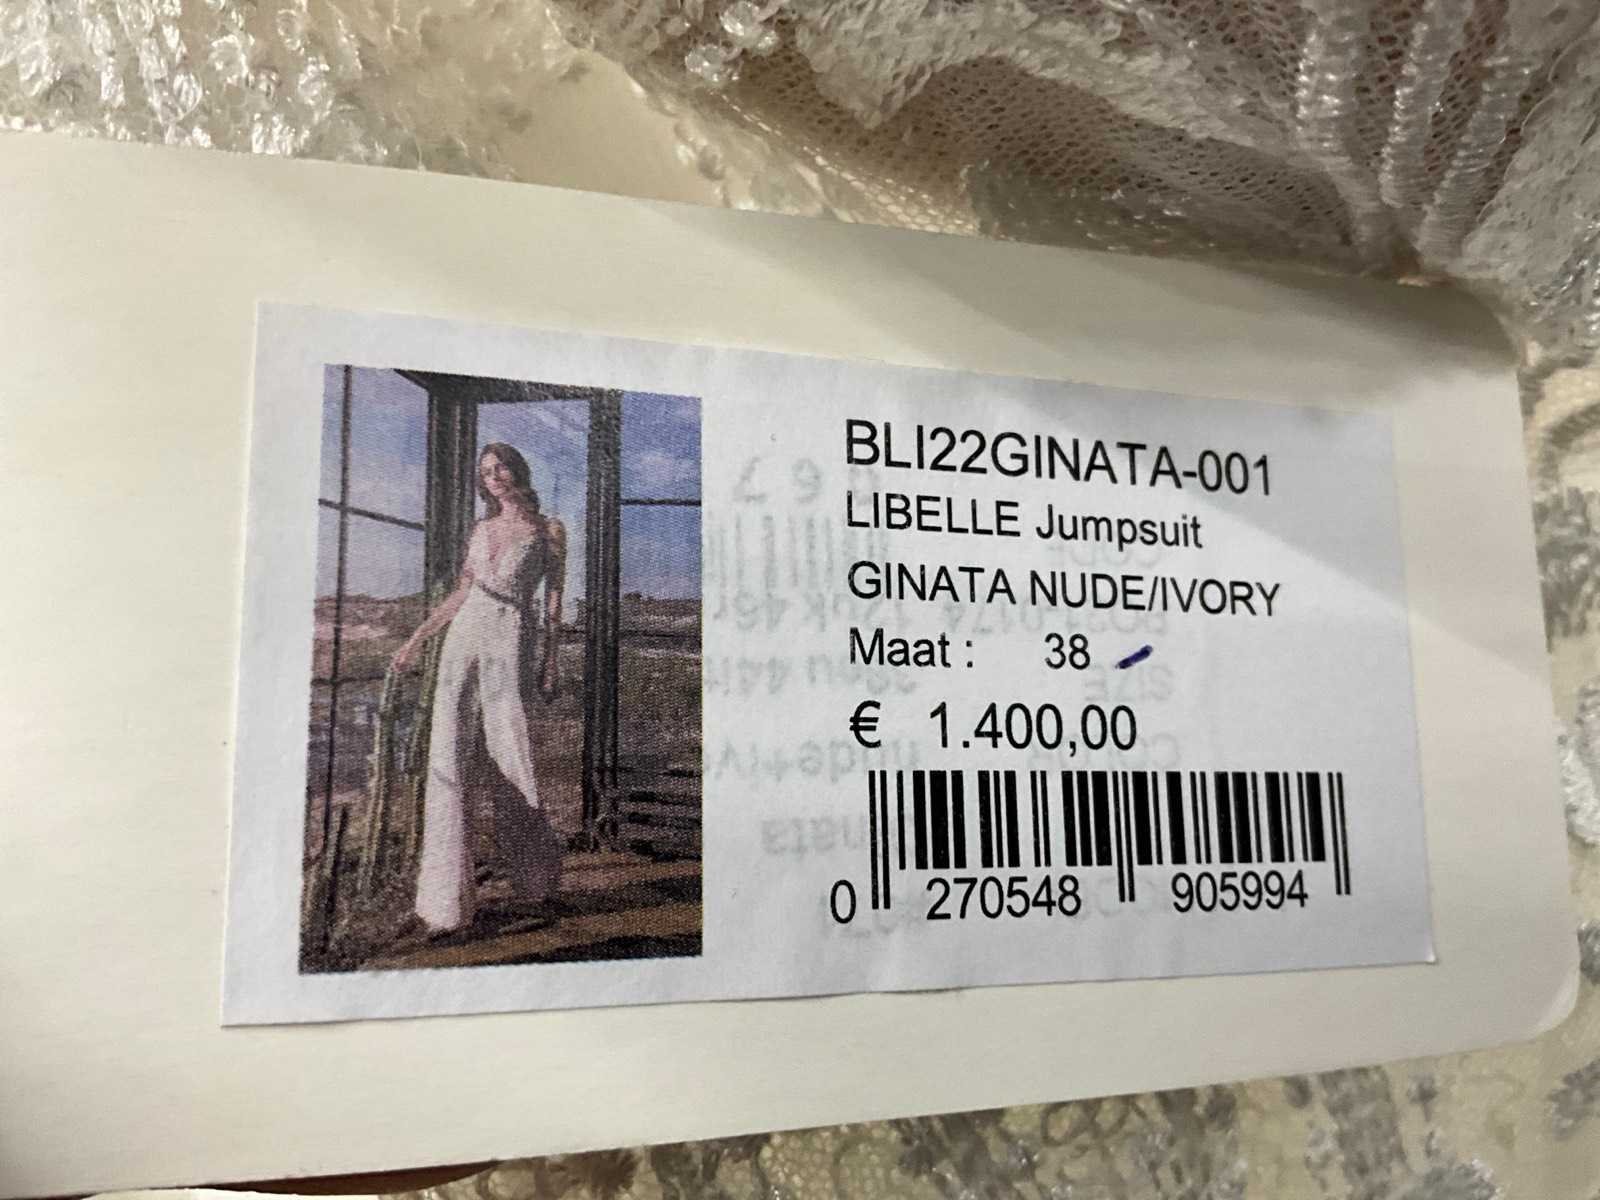 BLI22GINATA-001
LIBELLE Jumpsuit
GINATA NUDE/IVORY
Maat : 38
€ 1.400,00
0 270548 905994